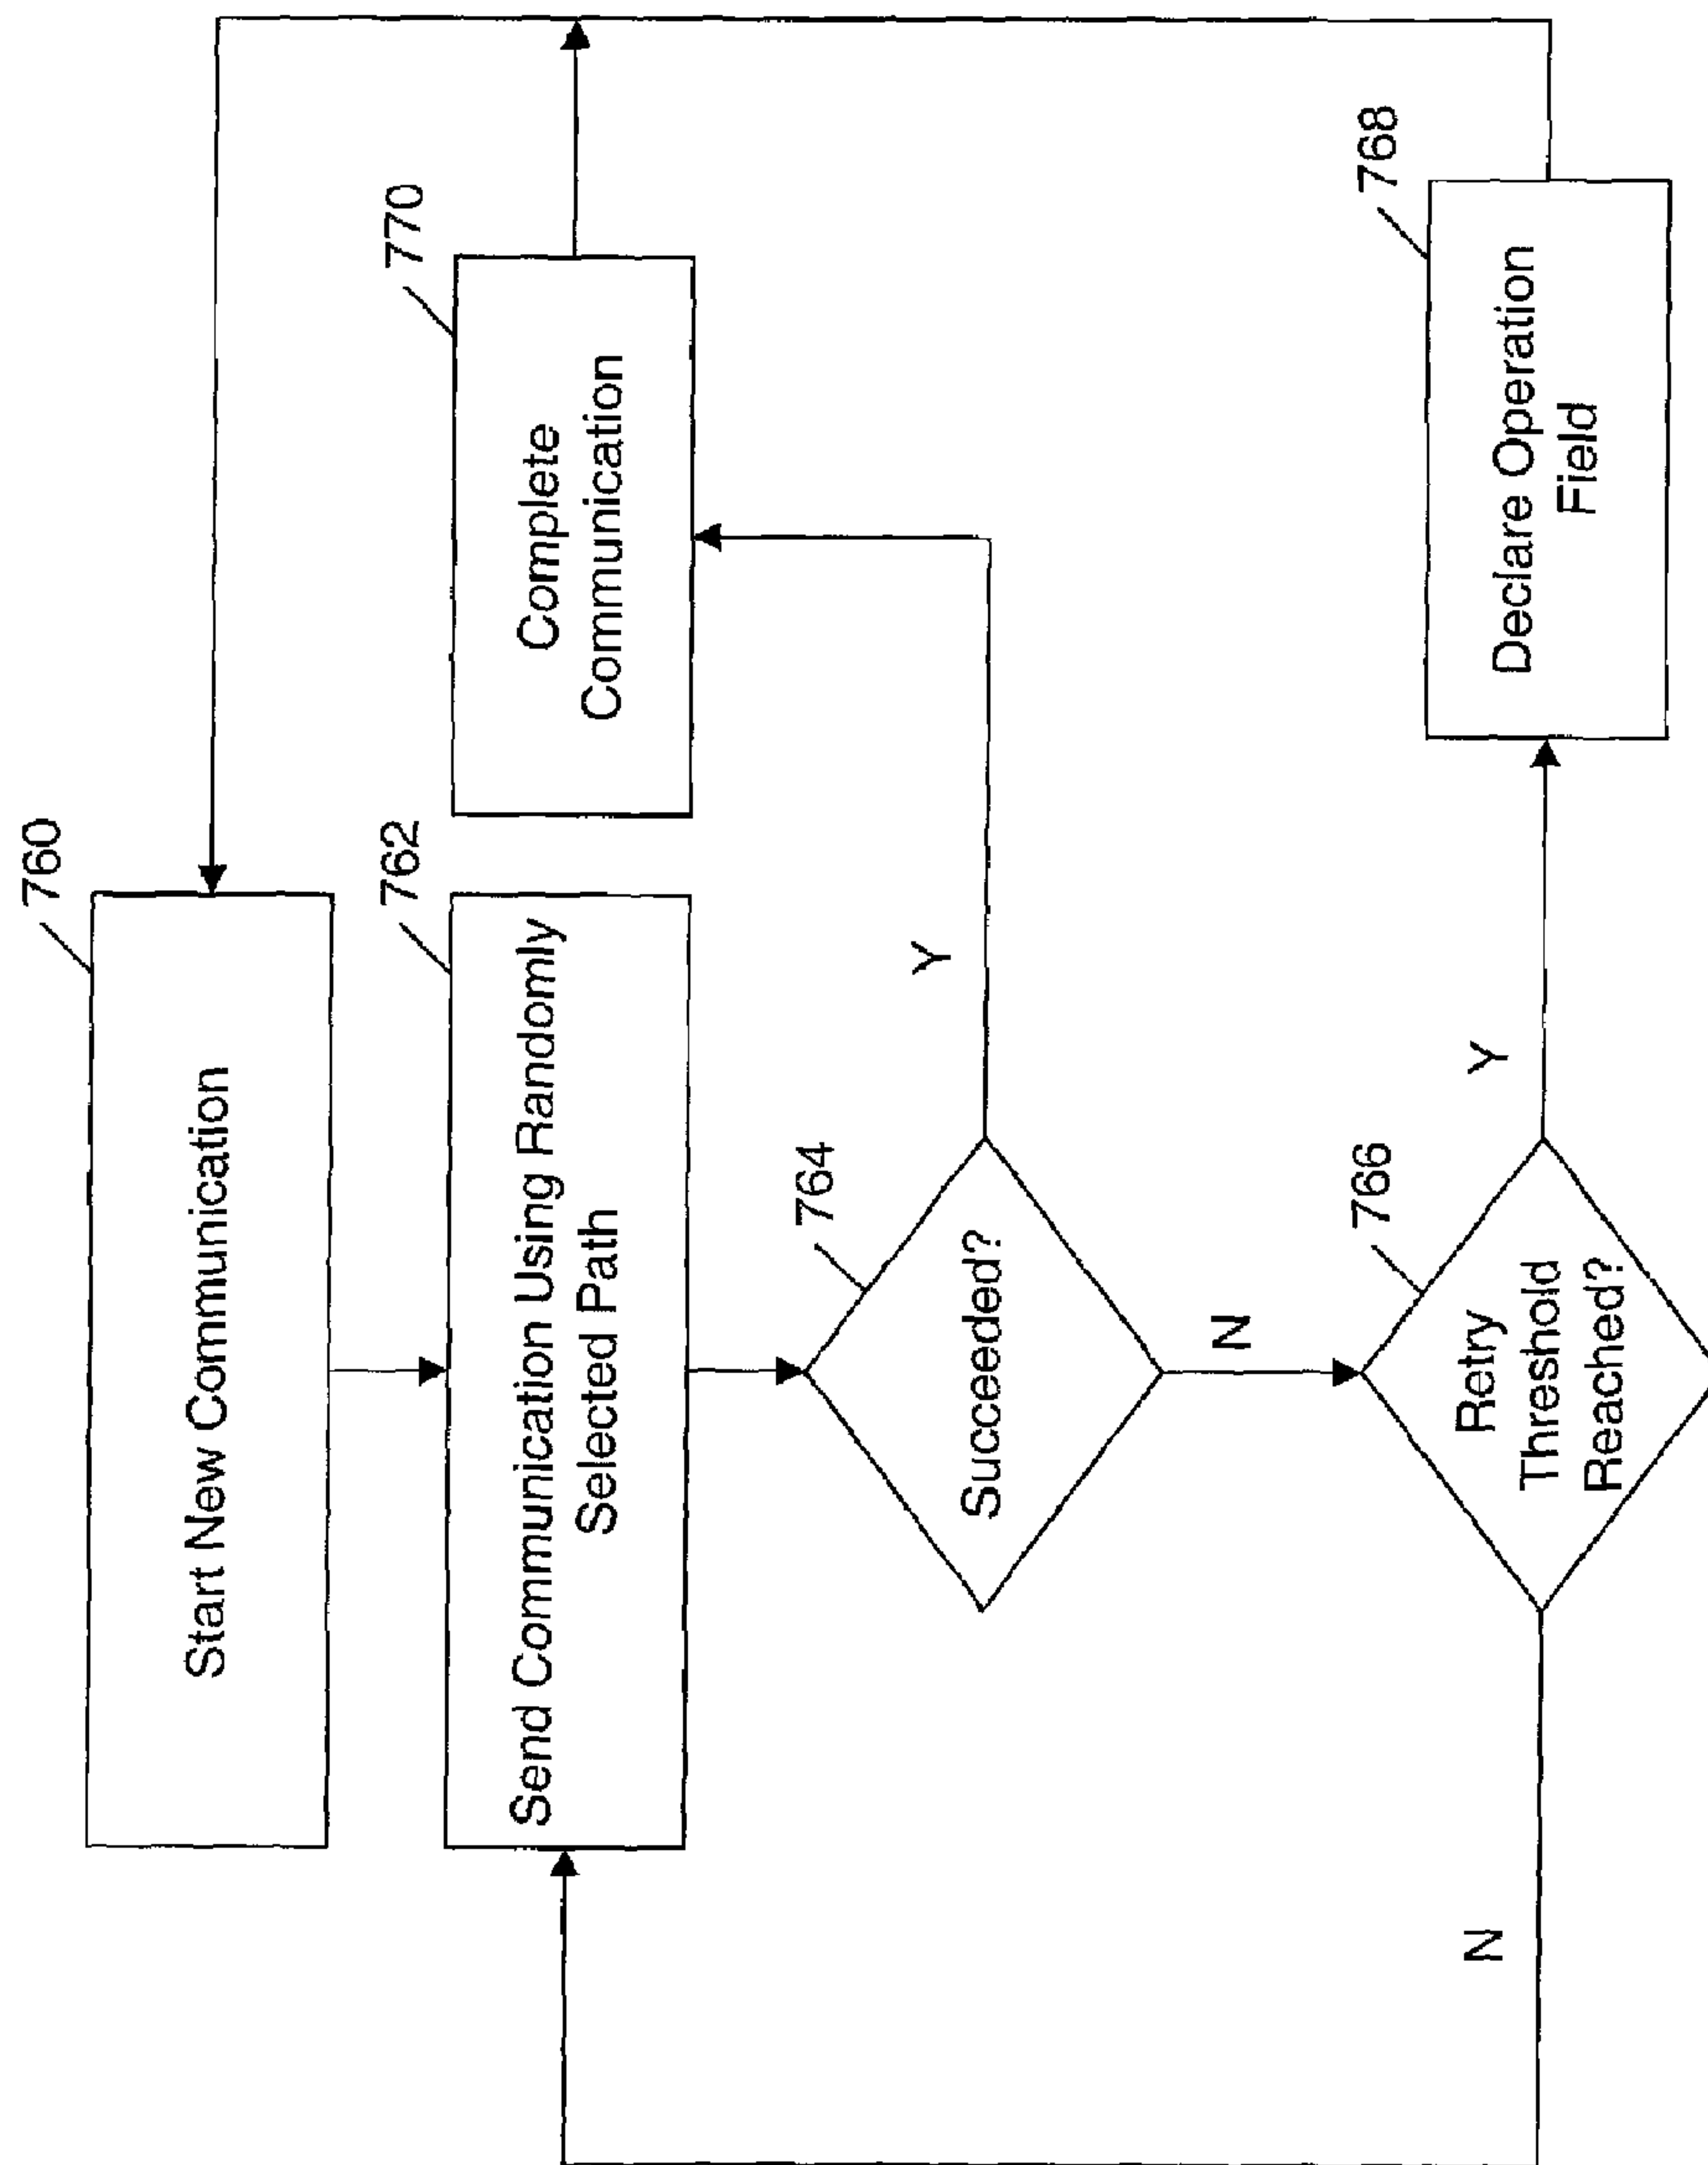 760
Start New Communication
762
Send Communication Using Randomly
Selected Path
770
Complete
Communication
764
Succeeded?
Y
N
766
Retry
Threshold
Reached?
Y
N
768
Declare Operation
Field